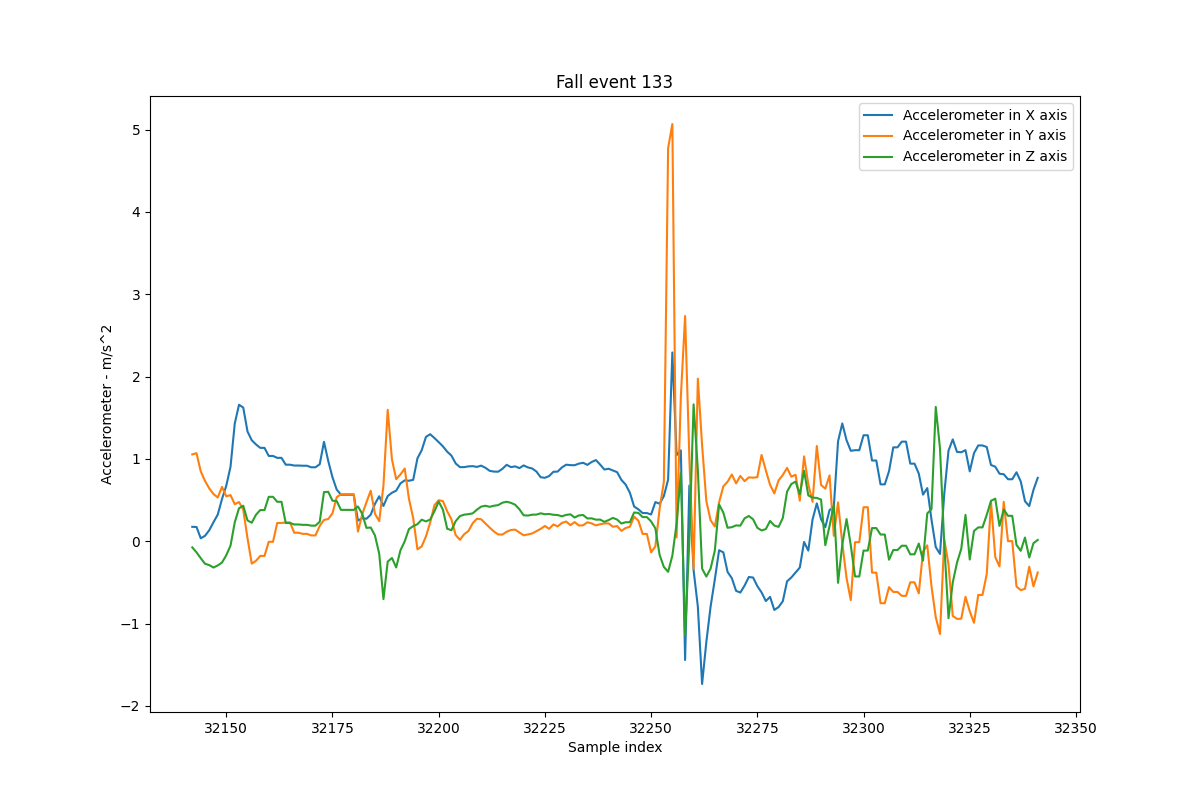 Fall event 133
Accelerometer in X axis
Accelerometer in Y axis
Accelerometer in Z axis
5
4
3
2
1
0
−1
−2
Accelerometer - m/s^2
32150 32175 32200 32225 32250 32275 32300 32325 32350
Sample index